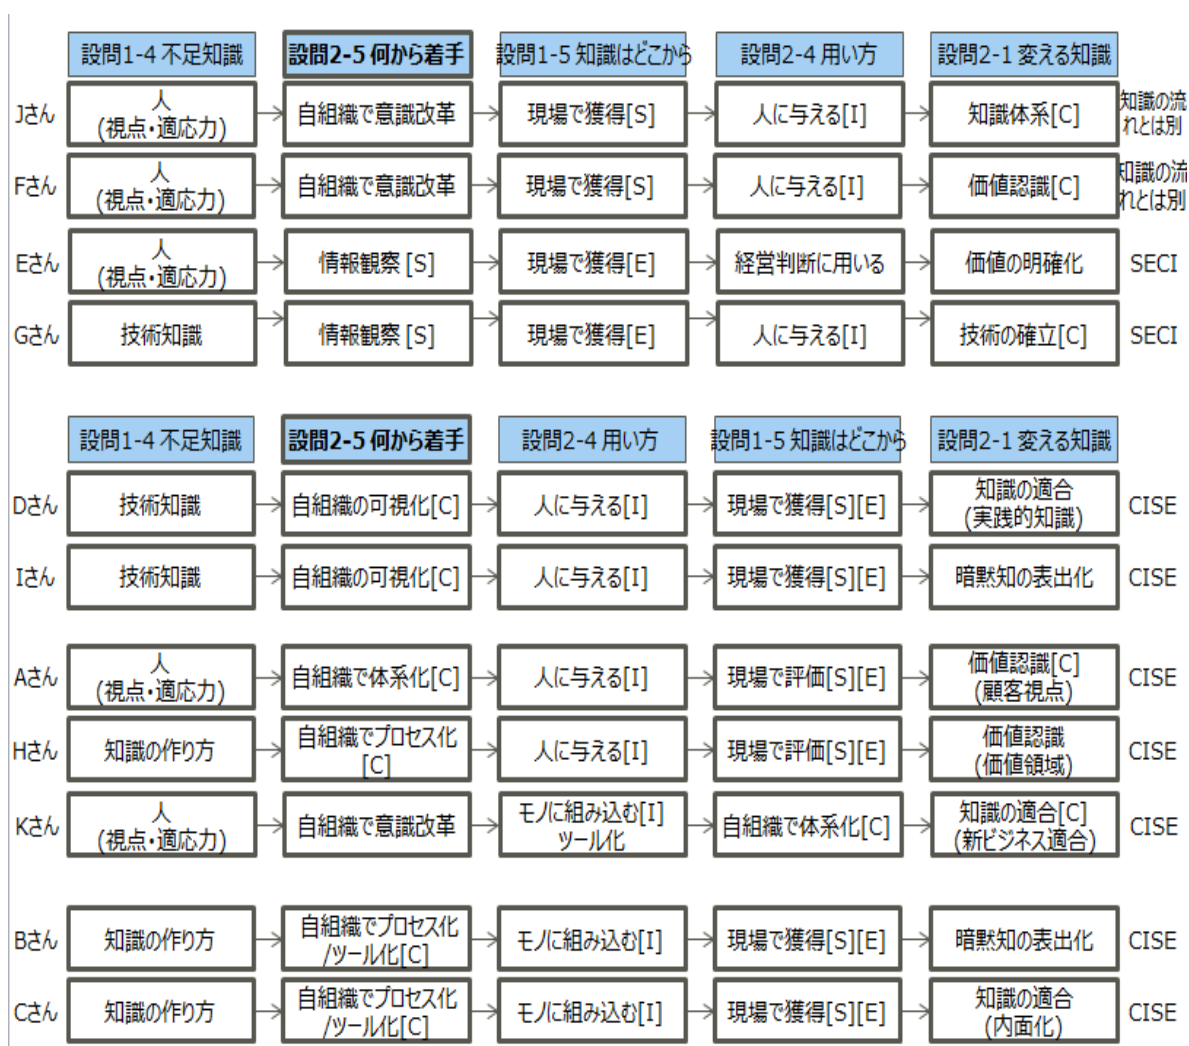 設問1-4 不足知識 設問2-5 何から着手 設問1-5 知識はどこから 設問2-4 用い方 設問2-1 変える知識
Jさん 人 自組織で意識改革 現場で獲得[S] 人に与える[I] 知識体系[C] 知識の流
(視点・適応力) れとは別
Fさん 人 自組織で意識改革 現場で獲得[S] 人に与える[I] 価値認識[C] 知識の流
(視点・適応力) れとは別
Eさん 人 情報観察 [S] 現場で獲得[E] 経営判断に用いる 価値の明確化 SECI
(視点・適応力)
Gさん 技術知識 情報観察 [S] 現場で獲得[E] 人に与える[I] 技術の確立[C] SECI
設問1-4 不足知識 設問2-5 何から着手 設問2-4 用い方 設問1-5 知識はどこから 設問2-1 変える知識
Dさん 技術知識 自組織の可視化[C] 人に与える[I] 現場で獲得[S][E] 知識の適合 CISE
(実践的知識)
Iさん 技術知識 自組織の可視化[C] 人に与える[I] 現場で獲得[S][E] 暗黙知の表出化 CISE
Aさん 人 自組織で体系化[C] 人に与える[I] 現場で評価[S][E] 価値認識[C] CISE
(視点・適応力) (顧客視点)
Hさん 知識の作り方 自組織でプロセス化 人に与える[I] 現場で評価[S][E] 価値認識 CISE
[C] (価値領域)
Kさん 人 自組織で意識改革 モノに組み込む[I] 自組織で体系化[C] 知識の適合[C] CISE
(視点・適応力) ツール化 (新ビジネス適合)
Bさん 知識の作り方 自組織でプロセス化 モノに組み込む[I] 現場で獲得[S][E] 暗黙知の表出化 CISE
/ツール化[C]
Cさん 知識の作り方 自組織でプロセス化 モノに組み込む[I] 現場で獲得[S][E] 知識の適合 CISE
/ツール化[C] (内面化)